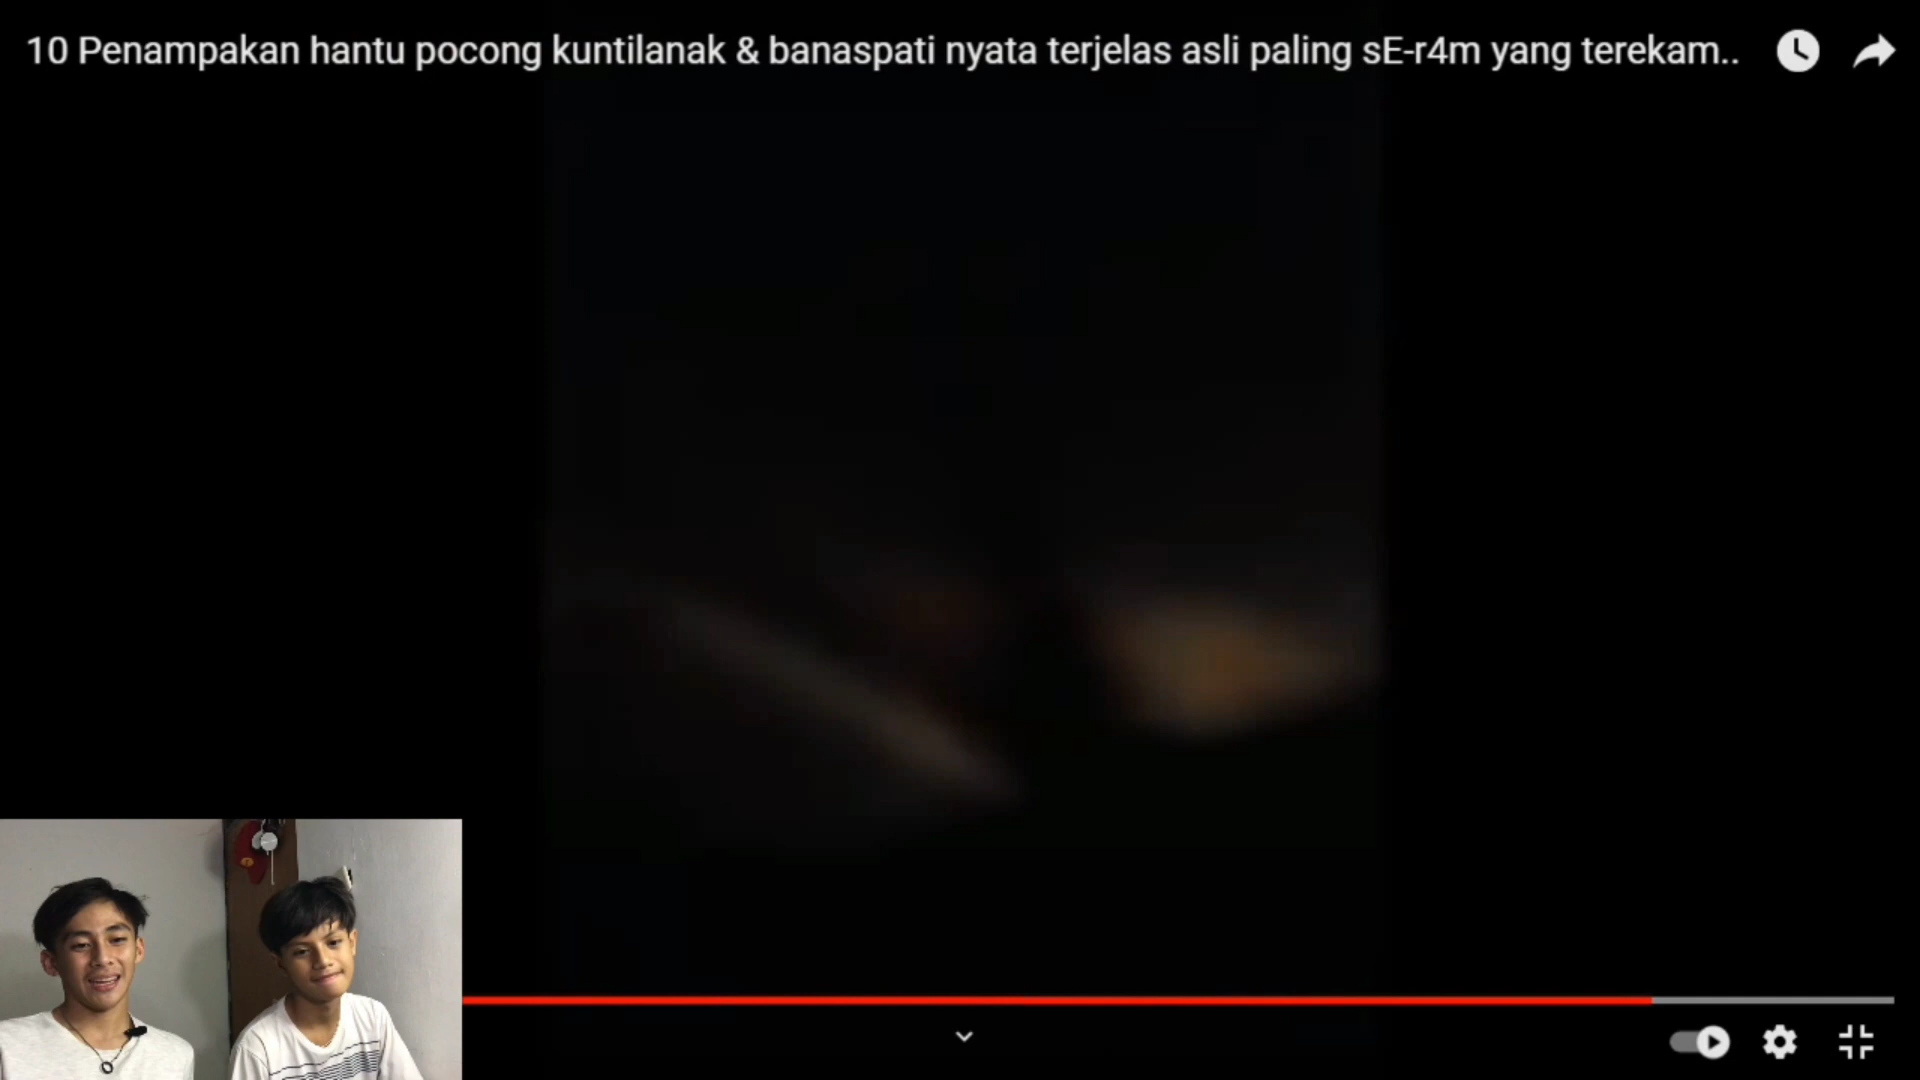 10 Penampakan hantu pocong kuntilanak & banaspati nyata terjelas asli paling sE-r4m yang terekam..